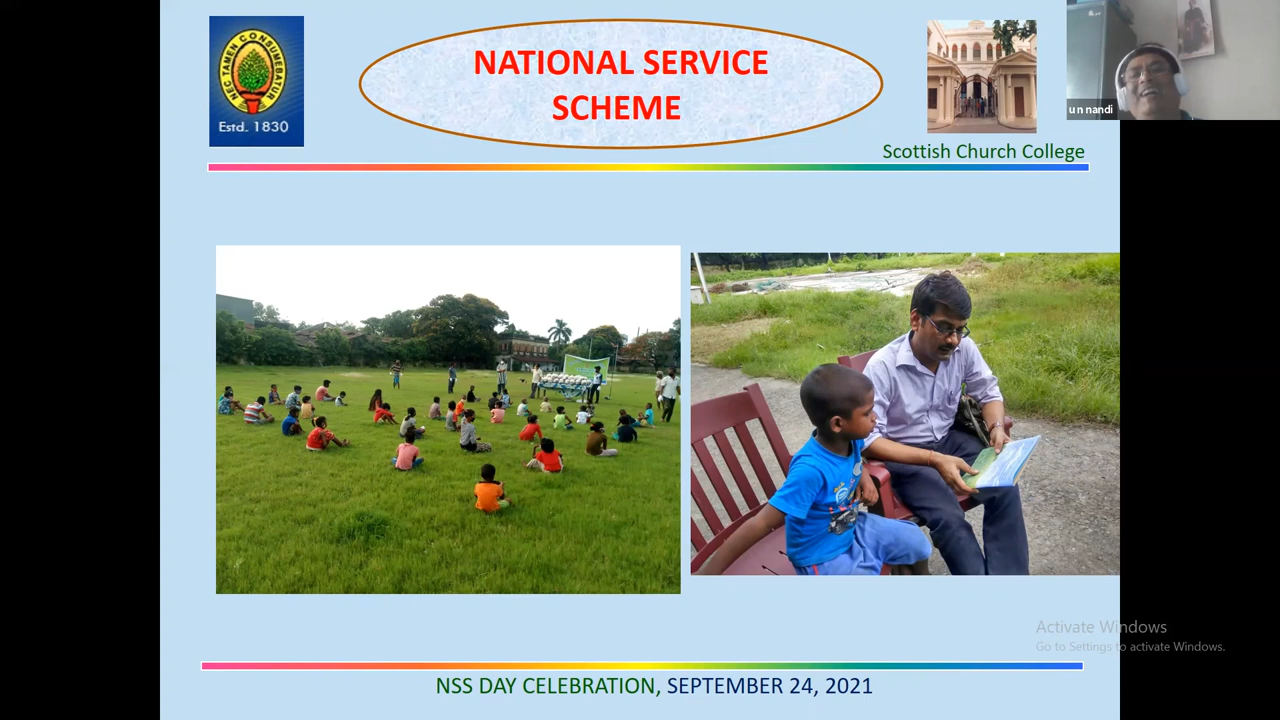 NEC TAMEN CONSUMEBATUR
Estd. 1830
NATIONAL SERVICE
SCHEME
Scottish Church College
u n nandi
Activate Windows
Go to Settings to activate Windows.
NSS DAY CELEBRATION, SEPTEMBER 24, 2021